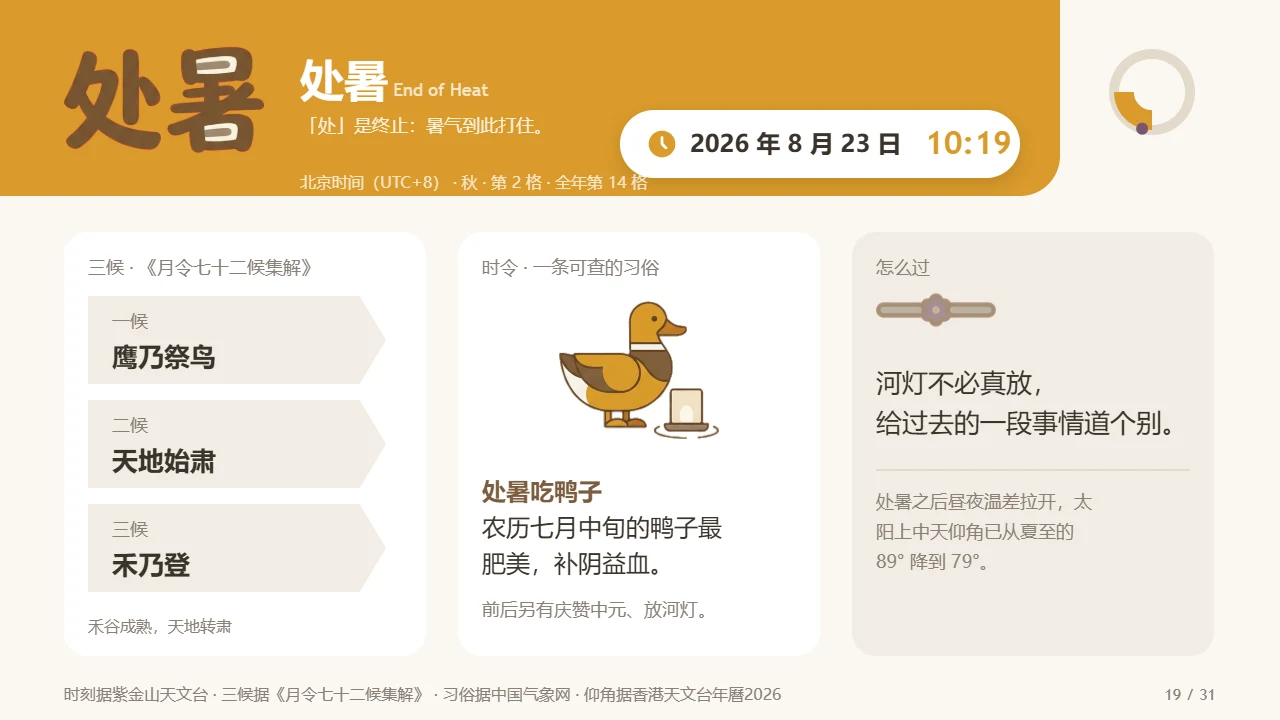 处暑
处暑 End of Heat
「处」是终止：暑气到此打住。
2026 年 8 月 23 日 10:19
北京时间（UTC+8） · 秋 · 第 2 格 · 全年第 14 格
三候 · 《月令七十二候集解》
一候
鹰乃祭鸟
二候
天地始肃
三候
禾乃登
禾谷成熟，天地转肃
时令 · 一条可查的习俗
处暑吃鸭子
农历七月中旬的鸭子最
肥美，补阴益血。
前后另有庆赞中元、放河灯。
怎么过
河灯不必真放，
给过去的一段事情道个别。
处暑之后昼夜温差拉开，太
阳上中天仰角已从夏至的
89° 降到 79°。
时刻据紫金山天文台 · 三候据《月令七十二候集解》 · 习俗据中国气象网 · 仰角据香港天文台年曆2026
19 / 31